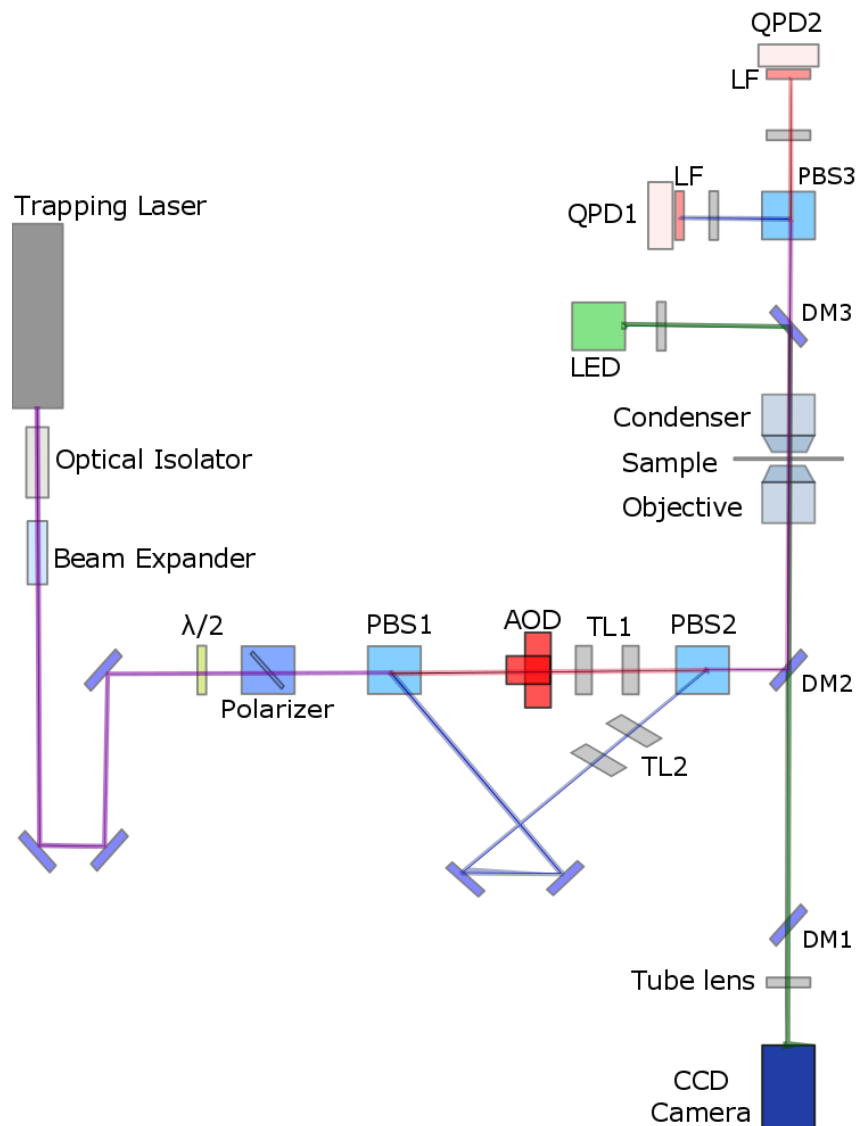 QPD2
LF
PBS3
LF
QPD1
Trapping Laser
DM3
LED
Condenser
Optical Isolator
Sample
Objective
Beam Expander
λ/2
PBS1
AOD
TL1
PBS2
DM2
Polarizer
TL2
DM1
Tube lens
CCD
Camera